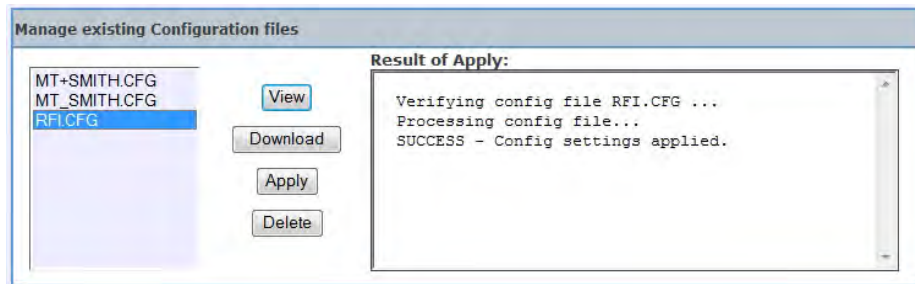 Manage existing Configuration files
MT+SMITH.CFG
MT_SMITH.CFG
RFI.CFG
View
Download
Apply
Delete
Result of Apply:
Verifying config file RFI.CFG ...
Processing config file...
SUCCESS - Config settings applied.